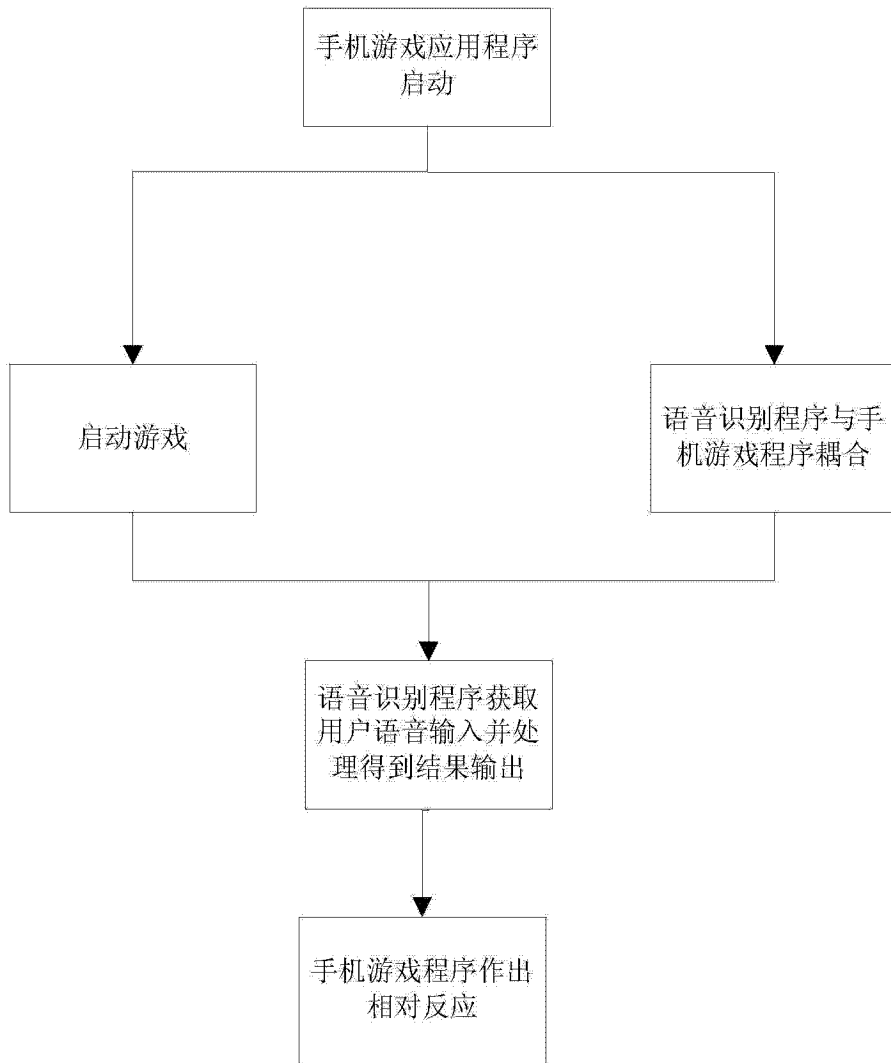 手机游戏应用程序
启动
启动游戏
语音识别程序与手
机游戏程序耦合
语音识别程序获取
用户语音输入并处
理得到结果输出
手机游戏程序作出
相对反应